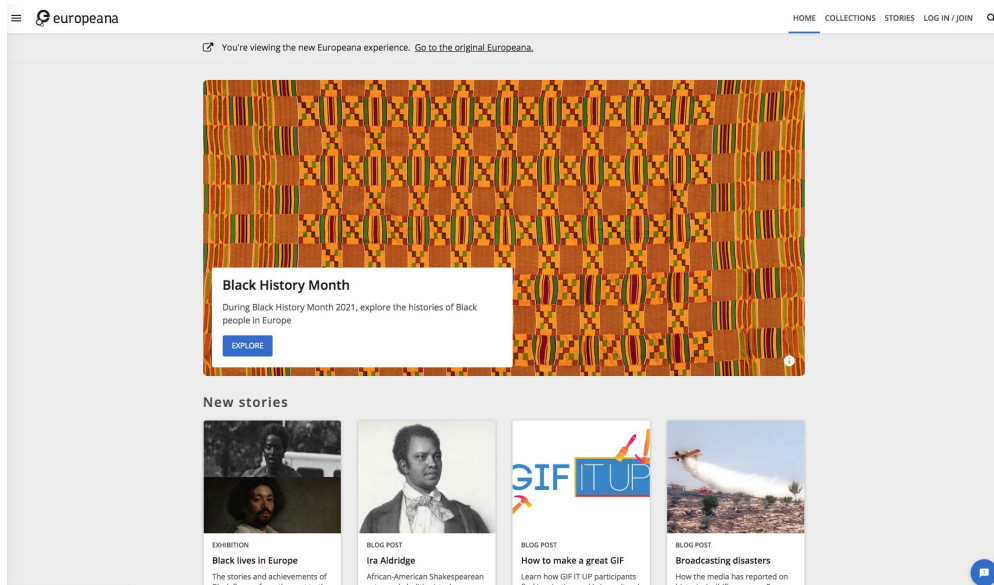 europeana
HOME COLLECTIONS STORIES LOG IN / JOIN
You're viewing the new Europeana experience. Go to the original Europeana.
Black History Month
During Black History Month 2021, explore the histories of Black
people in Europe
EXPLORE
New stories
GIF IT UP
EXHIBITION
Black lives in Europe
The stories and achievements of
BLOG POST
Ira Aldridge
African-American Shakespearean
BLOG POST
How to make a great GIF
Learn how GIF IT UP participants
BLOG POST
Broadcasting disasters
How the media has reported on